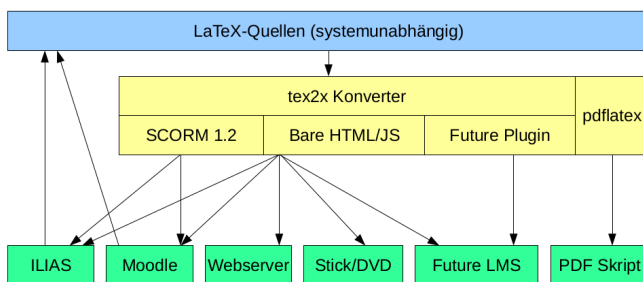 LaTeX-Quellen (systemunabhängig)
tex2x Konverter
pdflatex
SCORM 1.2
Bare HTML/JS
Future Plugin
ILIAS
Moodle
Webserver
Stick/DVD
Future LMS
PDF Skript